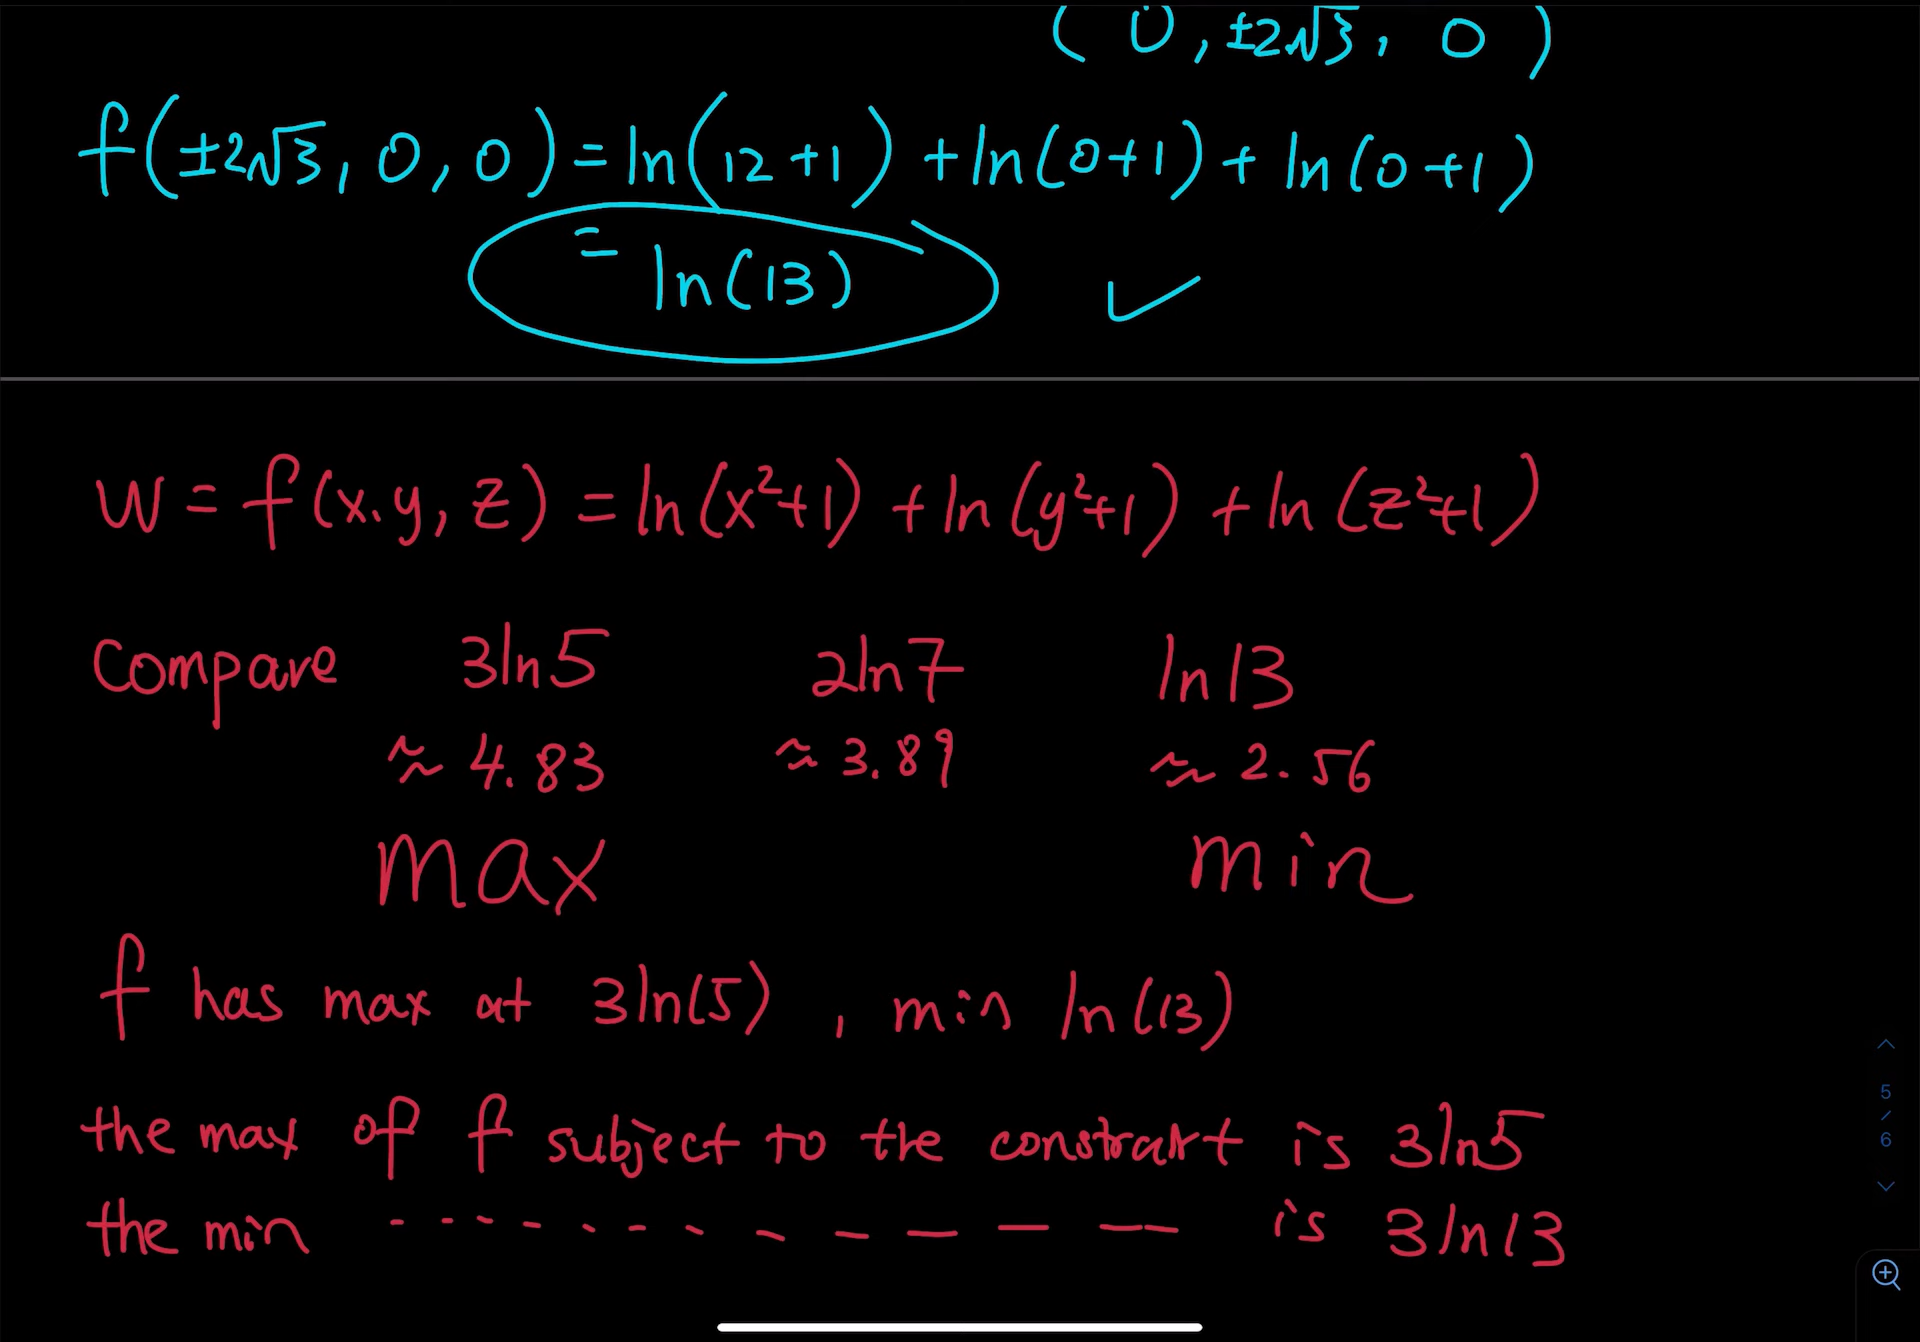 (0, ±2√3, 0)
f(±2√3, 0, 0) = ln(12+1) + ln(0+1) + ln(0+1)
= ln(13) ✓
W = f(x,y,z) = ln(x²+1) + ln(y²+1) + ln(z²+1)
Compare 3ln5 2ln7 ln13
≈ 4.83 ≈ 3.89 ≈ 2.56
max min
f has max at 3ln(5), min ln(13)
5
/
6
the max of f subject to the constraint is 3ln5
the min - - - - - - - - - - - - is 3ln13